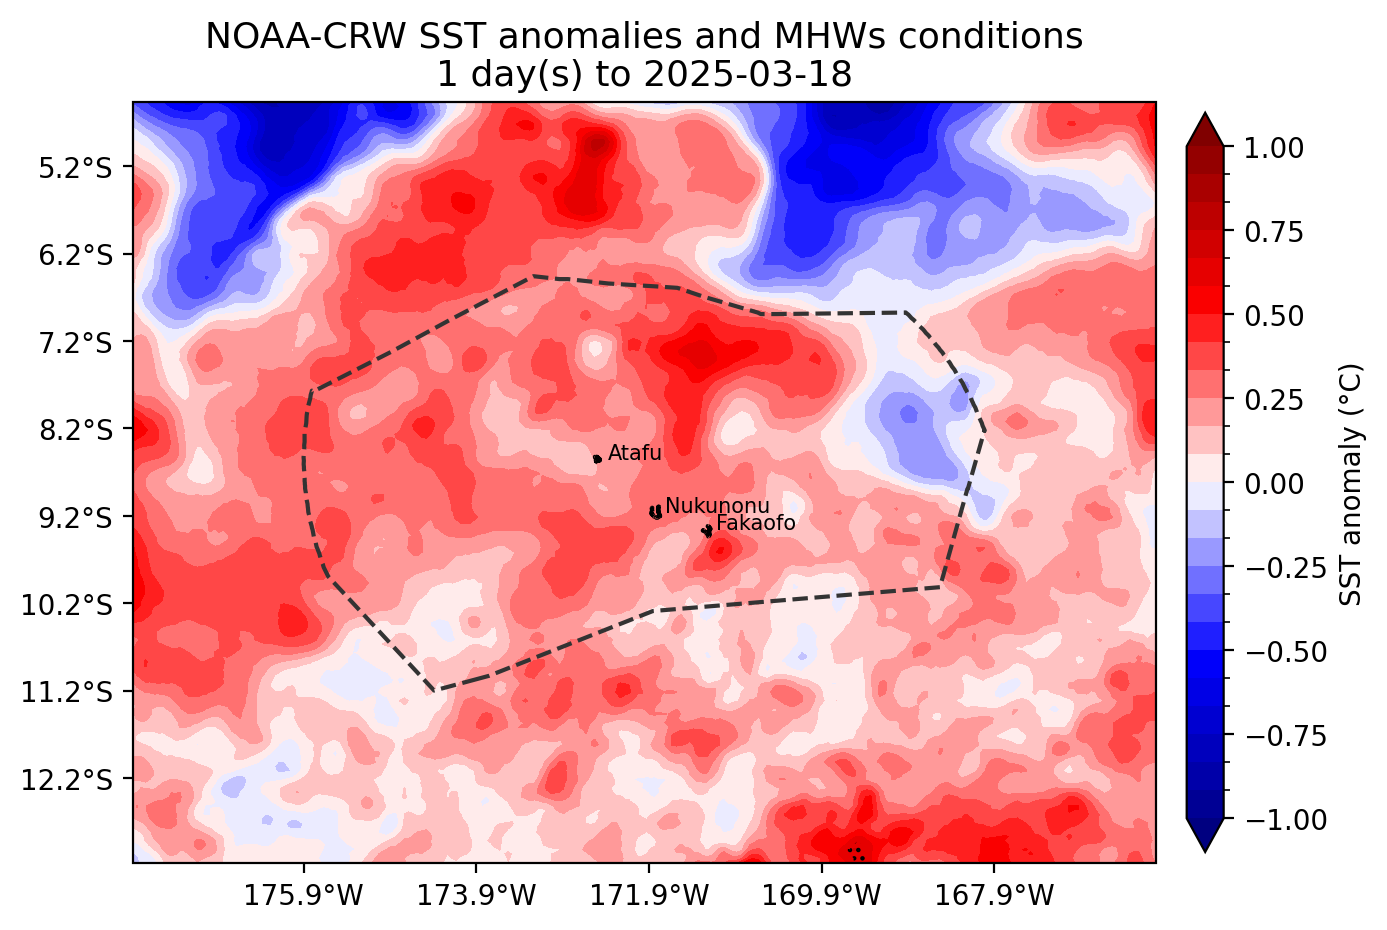 NOAA-CRW SST anomalies and MHWs conditions
1 day(s) to 2025-03-18
5.2°S
6.2°S
7.2°S
8.2°S
9.2°S
10.2°S
11.2°S
12.2°S
Atafu
Nukunonu
Fakaofo
175.9°W
173.9°W
171.9°W
169.9°W
167.9°W
1.00
0.75
0.50
0.25
0.00
−0.25
−0.50
−0.75
−1.00
SST anomaly (°C)